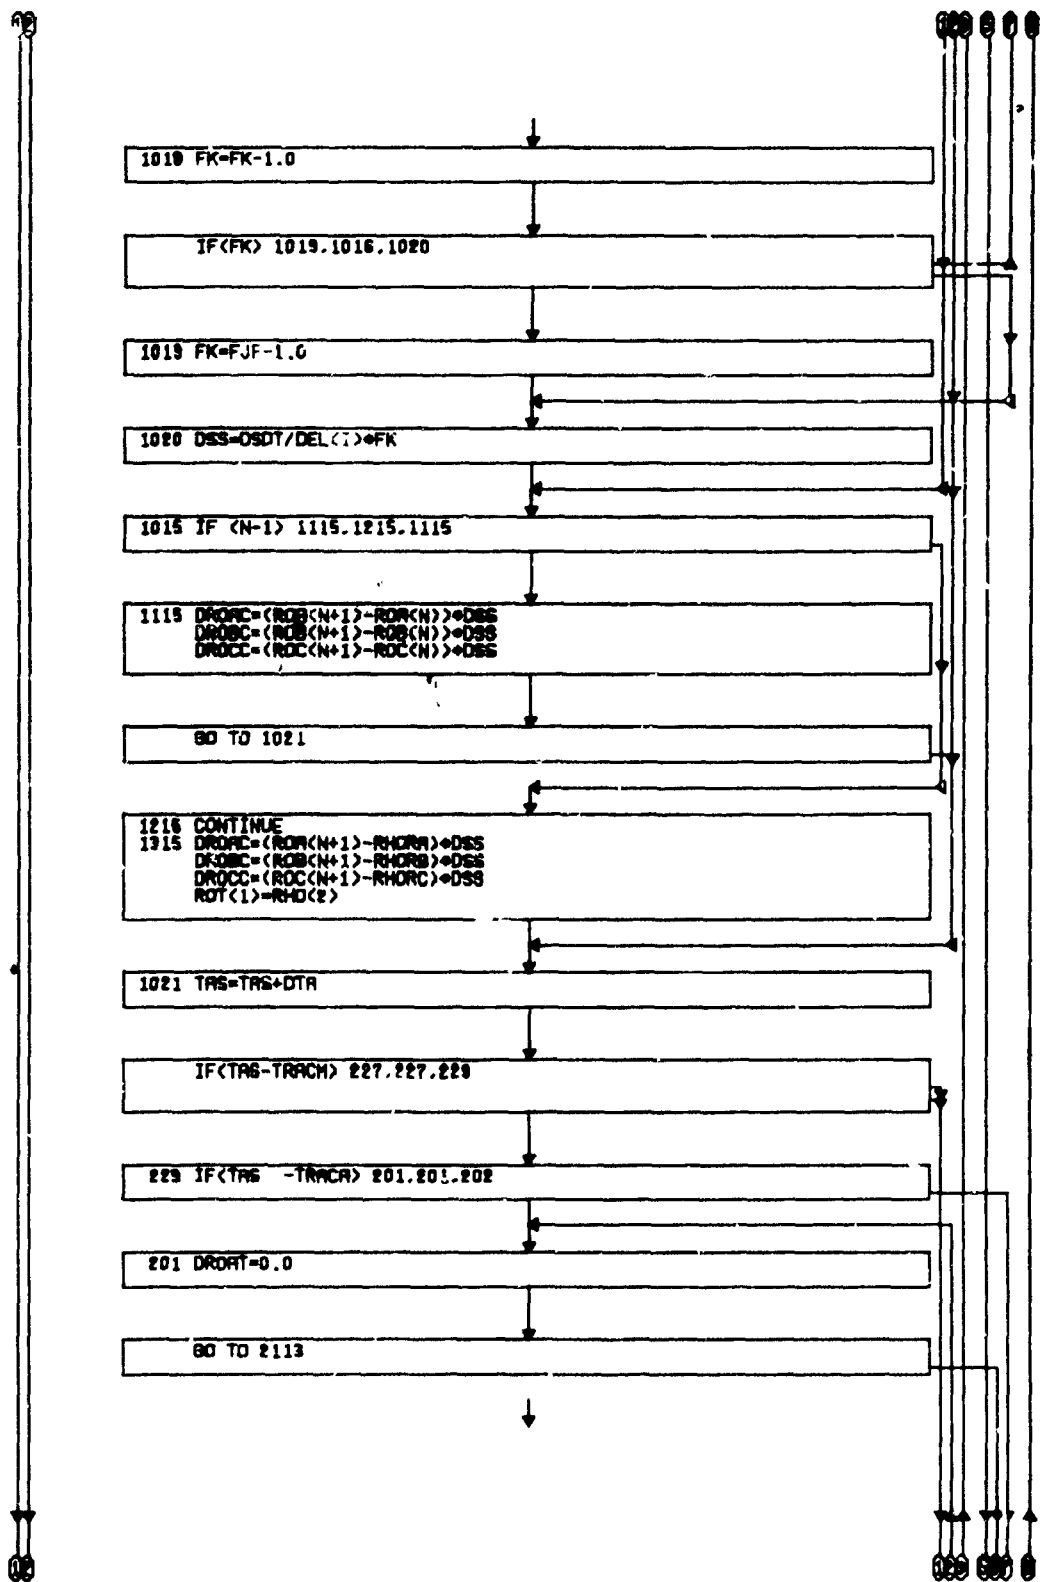 1019 FK=FK-1.0
IF(FK) 1019,1016,1020
1019 FK=FJF-1.0
1020 DSS=DSDT/DEL(I)*FK
1015 IF (N-1) 1115,1215,1115
1115 DROAC=(ROB(N+1)-ROA(N))*DSS
DROBC=(ROB(N+1)-ROB(N))*DSS
DROCC=(ROC(N+1)-ROC(N))*DSS
GO TO 1021
1216 CONTINUE
1315 DROAC=(ROA(N+1)-RHORA)*DSS
DROBC=(ROB(N+1)-RHORB)*DSS
DROCC=(ROC(N+1)-RHORC)*DSS
ROT(1)=RHO(2)
1021 TAS=TAS+DTA
IF(TAS-TRACM) 227,227,229
229 IF(TAS -TRACA) 201,201,202
201 DROAT=0.0
GO TO 2113